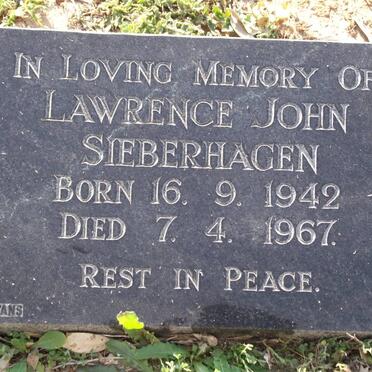 IN LOVING MEMORY OF
LAWRENCE JOHN
SIEBERHAGEN
BORN 16. 9. 1942
DIED 7. 4. 1967.
REST IN PEACE.